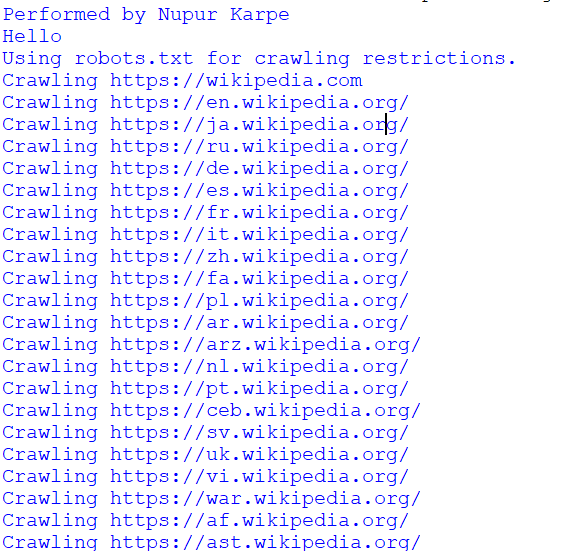 Performed by Nupur Karpe
Hello
Using robots.txt for crawling restrictions.
Crawling https://wikipedia.com
Crawling https://en.wikipedia.org/
Crawling https://ja.wikipedia.org/
Crawling https://ru.wikipedia.org/
Crawling https://de.wikipedia.org/
Crawling https://es.wikipedia.org/
Crawling https://fr.wikipedia.org/
Crawling https://it.wikipedia.org/
Crawling https://zh.wikipedia.org/
Crawling https://fa.wikipedia.org/
Crawling https://pl.wikipedia.org/
Crawling https://ar.wikipedia.org/
Crawling https://arz.wikipedia.org/
Crawling https://nl.wikipedia.org/
Crawling https://pt.wikipedia.org/
Crawling https://ceb.wikipedia.org/
Crawling https://sv.wikipedia.org/
Crawling https://uk.wikipedia.org/
Crawling https://vi.wikipedia.org/
Crawling https://war.wikipedia.org/
Crawling https://af.wikipedia.org/
Crawling https://ast.wikipedia.org/